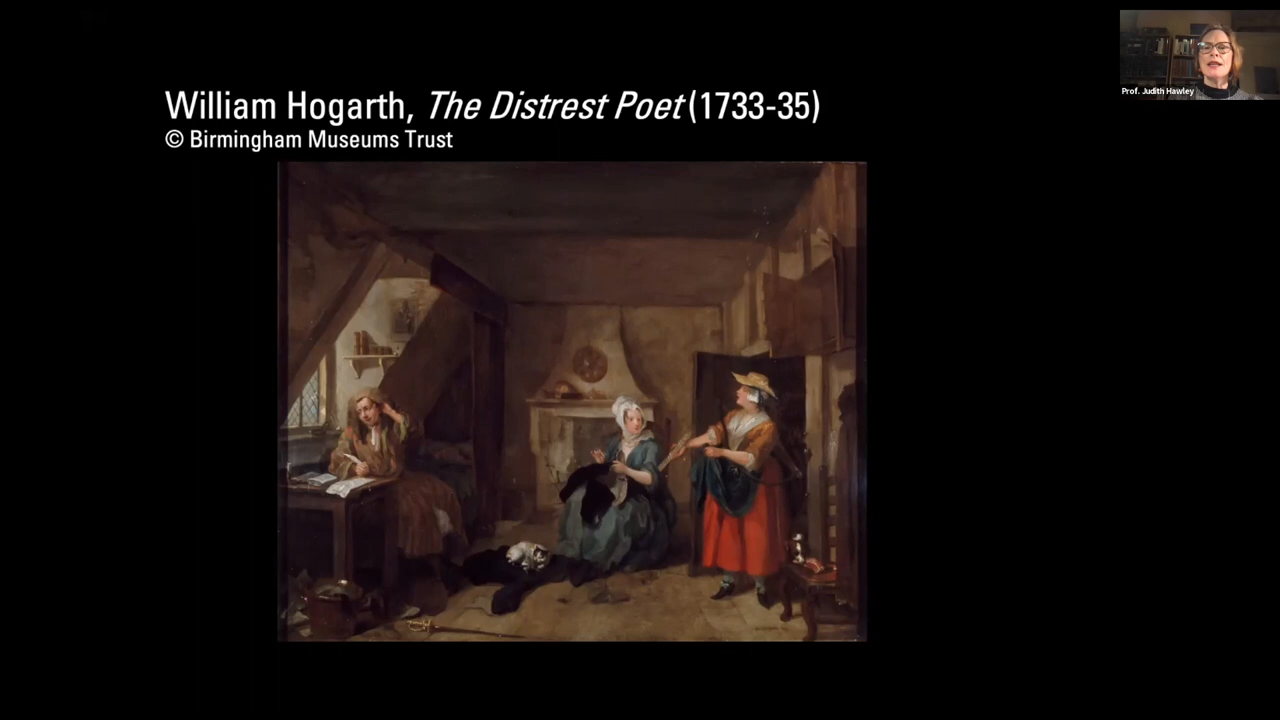 William Hogarth, The Distrest Poet (1733-35)
© Birmingham Museums Trust
Prof. Judith Hawley